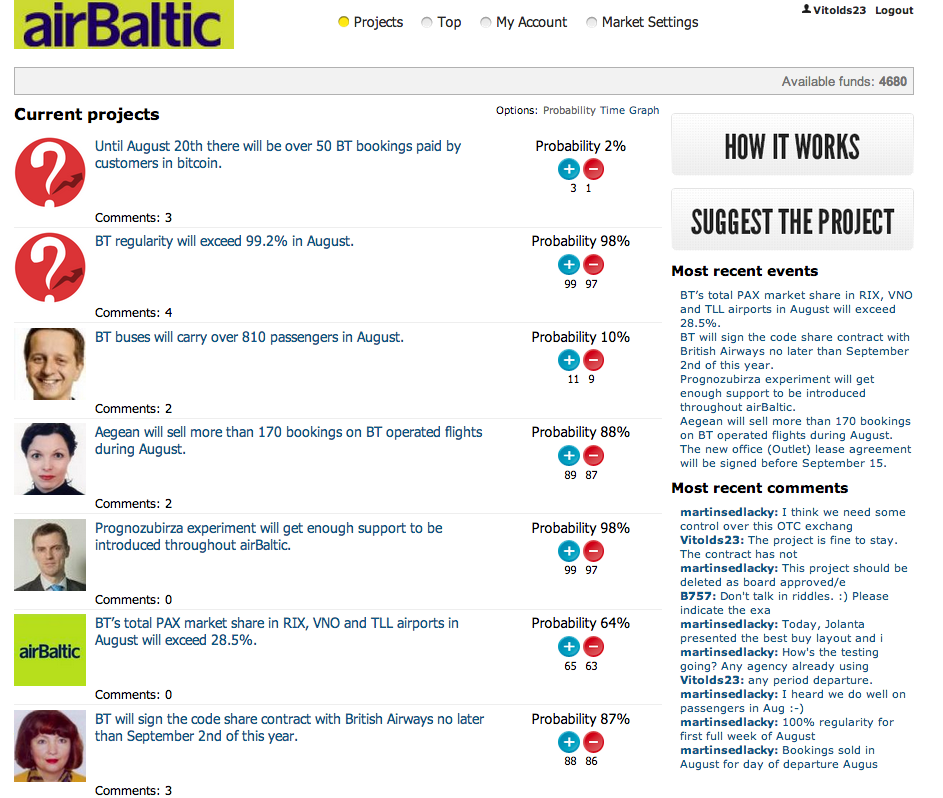 airBaltic
Projects Top My Account Market Settings
Vitolds23 Logout
Available funds: 4680
Current projects
Options: Probability Time Graph
Until August 20th there will be over 50 BT bookings paid by
customers in bitcoin.
Probability 2%
3 1
Comments: 3
BT regularity will exceed 99.2% in August.
Probability 98%
99 97
Comments: 4
BT buses will carry over 810 passengers in August.
Probability 10%
11 9
Comments: 2
Aegean will sell more than 170 bookings on BT operated flights
during August.
Probability 88%
89 87
Comments: 2
Prognozubirza experiment will get enough support to be
introduced throughout airBaltic.
Probability 98%
99 97
Comments: 0
airBaltic
BT’s total PAX market share in RIX, VNO and TLL airports in
August will exceed 28.5%.
Probability 64%
65 63
Comments: 0
BT will sign the code share contract with British Airways no later
than September 2nd of this year.
Probability 87%
88 86
Comments: 3
HOW IT WORKS
SUGGEST THE PROJECT
Most recent events
BT’s total PAX market share in RIX, VNO
and TLL airports in August will exceed
28.5%.
BT will sign the code share contract with
British Airways no later than September
2nd of this year.
Prognozubirza experiment will get
enough support to be introduced
throughout airBaltic.
Aegean will sell more than 170 bookings
on BT operated flights during August.
The new office (Outlet) lease agreement
will be signed before September 15.
Most recent comments
martinsedlacky: I think we need some
control over this OTC exchang
Vitolds23: The project is fine to stay.
The contract has not
martinsedlacky: This project should be
deleted as board approved/e
B757: Don't talk in riddles. :) Please
indicate the exa
martinsedlacky: Today, Jolanta
presented the best buy layout and i
martinsedlacky: How's the testing
going? Any agency already using
Vitolds23: any period departure.
martinsedlacky: I heard we do well on
passengers in Aug :-)
martinsedlacky: 100% regularity for
first full week of August
martinsedlacky: Bookings sold in
August for day of departure Augus